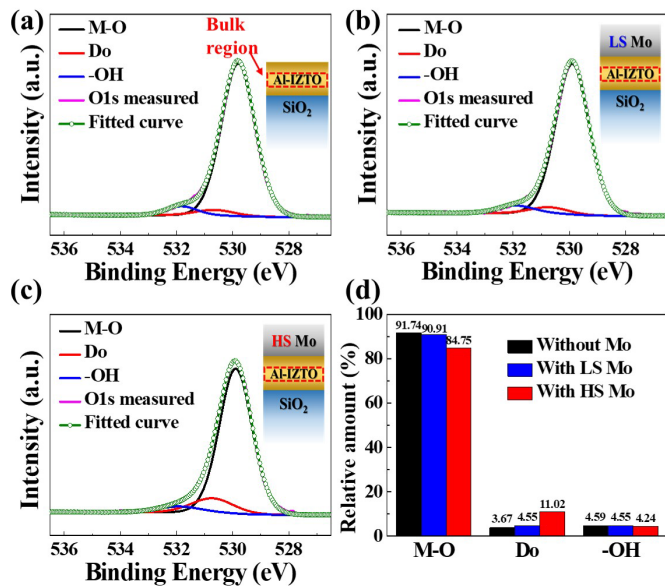 (a)
M-O
Do
-OH
O1s measured
Fitted curve
Bulk
region
Al-IZTO
SiO2
Intensity (a.u.)
536 534 532 530 528
Binding Energy (eV)
(b)
M-O
Do
-OH
O1s measured
Fitted curve
LS Mo
Al-IZTO
SiO2
Intensity (a.u.)
536 534 532 530 528
Binding Energy (eV)
(c)
M-O
Do
-OH
O1s measured
Fitted curve
HS Mo
Al-IZTO
SiO2
Intensity (a.u.)
536 534 532 530 528
Binding Energy (eV)
(d)
Relative amount (%)
100
80
60
40
20
0
91.74 90.91 84.75
Without Mo
With LS Mo
With HS Mo
3.67 4.55 11.02
4.59 4.55 4.24
M-O Do -OH